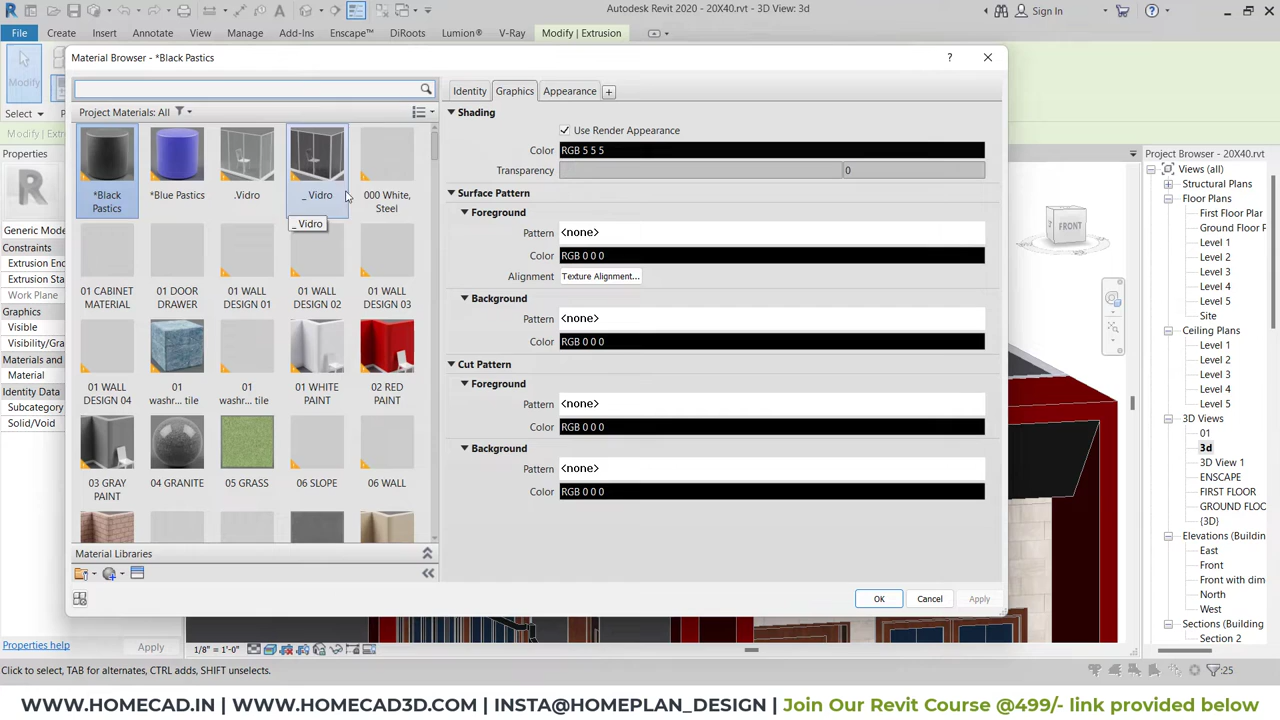 Autodesk Revit 2020 - 20X40.rvt - 3D View: 3d
Sign In
File Create Insert Annotate View Manage Add-Ins DiRoots Enscape™ Lumion® V-Ray Modify | Extrusion
Modify
Select
Modify |
Properties
Generic Mode
Constraints
Extrusion End
Extrusion Sta
Work Plane
Graphics
Visible
Visibility/Gra
Materials and
Material
Identity Data
Subcategory
Solid/Void
Properties help
Apply
Material Browser - *Black Pastics
Project Materials: All
*Black Pastics
*Blue Pastics
.Vidro
_ Vidro
000 White, Steel
_ Vidro
01 CABINET MATERIAL
01 DOOR DRAWER
01 WALL DESIGN 01
01 WALL DESIGN 02
01 WALL DESIGN 03
01 WALL DESIGN 04
01 washr... tile
01 washr... tile
01 WHITE PAINT
02 RED PAINT
03 GRAY PAINT
04 GRANITE
05 GRASS
06 SLOPE
06 WALL
Material Libraries
Identity Graphics Appearance
Shading
Use Render Appearance
Color RGB 5 5 5
Transparency 0
Surface Pattern
Foreground
Pattern <none>
Color RGB 0 0 0
Alignment Texture Alignment...
Background
Pattern <none>
Color RGB 0 0 0
Cut Pattern
Foreground
Pattern <none>
Color RGB 0 0 0
Background
Pattern <none>
Color RGB 0 0 0
OK Cancel Apply
FRONT
Project Browser - 20X40.rvt
Views (all)
Structural Plans
Floor Plans
First Floor Plar
Ground Floor P
Level 1
Level 2
Level 3
Level 4
Level 5
Site
Ceiling Plans
Level 1
Level 2
Level 3
Level 4
Level 5
3D Views
01
3d
3D View 1
ENSCAPE
FIRST FLOOR
GROUND FLOC
{3D}
Elevations (Buildin
East
Front
Front with dim
North
West
Sections (Building
Section 2
1/8" = 1'-0"
Click to select, TAB for alternates, CTRL adds, SHIFT unselects.
:25
WWW.HOMECAD.IN | WWW.HOMECAD3D.COM | INSTA@HOMEPLAN_DESIGN | Join Our Revit Course @499/- link provided below